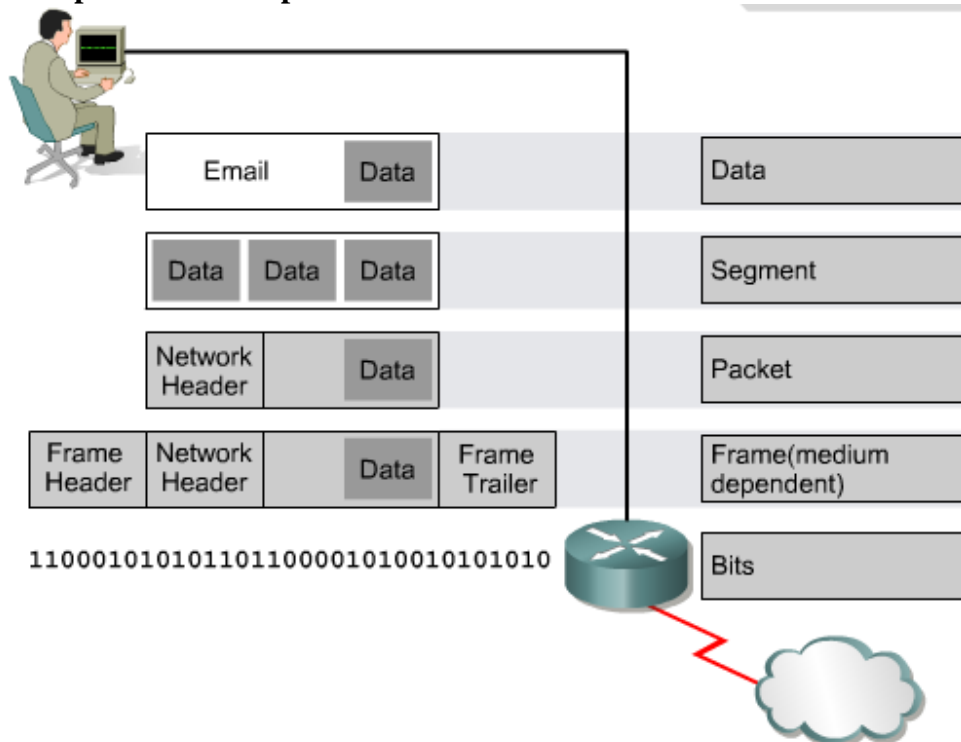 Email Data Data
Data Data Data Segment
Network Header Data Packet
Frame Header Network Header Data Frame Trailer Frame(medium dependent)
110001010101101100001010010101010 Bits